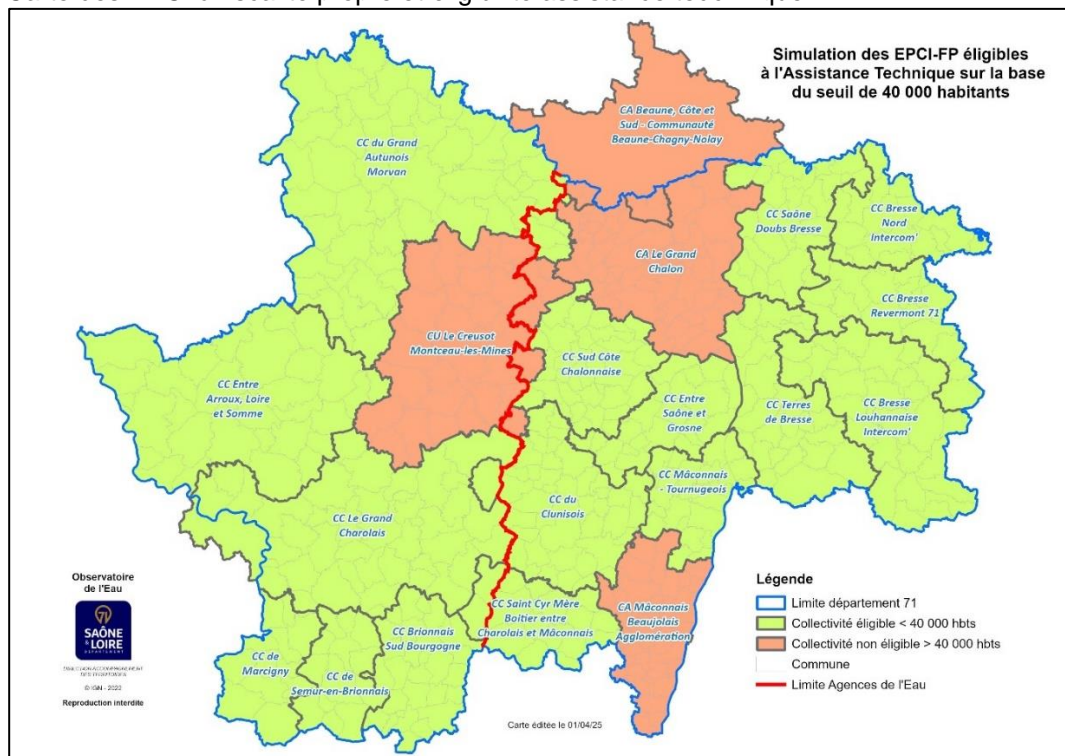 Simulation des EPCI-FP éligibles
à l'Assistance Technique sur la base
du seuil de 40 000 habitants
CA Beaune, Côte et
Sud - Communauté
Beaune-Chagny-Nolay
CC du Grand
Autunois
Morvan
CC Saône
Doubs Bresse
CC Bresse
Nord
Intercom'
CA Le Grand
Chalon
CC Bresse
Revermont 71
CU Le Creusot
Montceau-les-Mines
CC Sud Côte
Chalonnaise
CC Entre
Arroux, Loire
et Somme
CC Entre
Saône et
Grosne
CC Terres
de Bresse
CC Bresse
Louhannaise
Intercom'
CC Mâconnais
- Tournugeois
CC du
Clunisois
CC Le Grand
Charolais
CC Saint Cyr Mère
Boitier entre
Charolais et Mâconnais
CA Mâconnais
Beaujolais
Agglomération
CC Brionnais
Sud Bourgogne
CC de
Marcigny
CC de
Semur-en-Brionnais
Observatoire
de l'Eau
71
SAÔNE
& LOIRE
DÉPARTEMENT
DES TERRITOIRES
© IGN - 2022
Reproduction interdite
Carte éditée le 01/04/25
Légende
Limite département 71
Collectivité éligible < 40 000 hbts
Collectivité non éligible > 40 000 hbts
Commune
Limite Agences de l'Eau